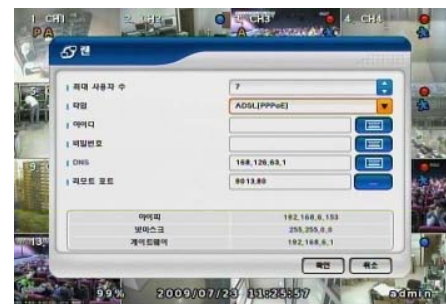 1. CH1
3. CH3
4. CH4
P A
랜
최대 사용자 수 7
타입 ADSL[PPPoE]
아이디
비밀번호
DNS 168,126,63,1
리모트 포트 8013,80
아이피 192,168,6,153
넷마스크 255,255,0,0
게이트웨이 192,168,6,1
확인 취소
99% 2009/07/23 11:25:57 admin